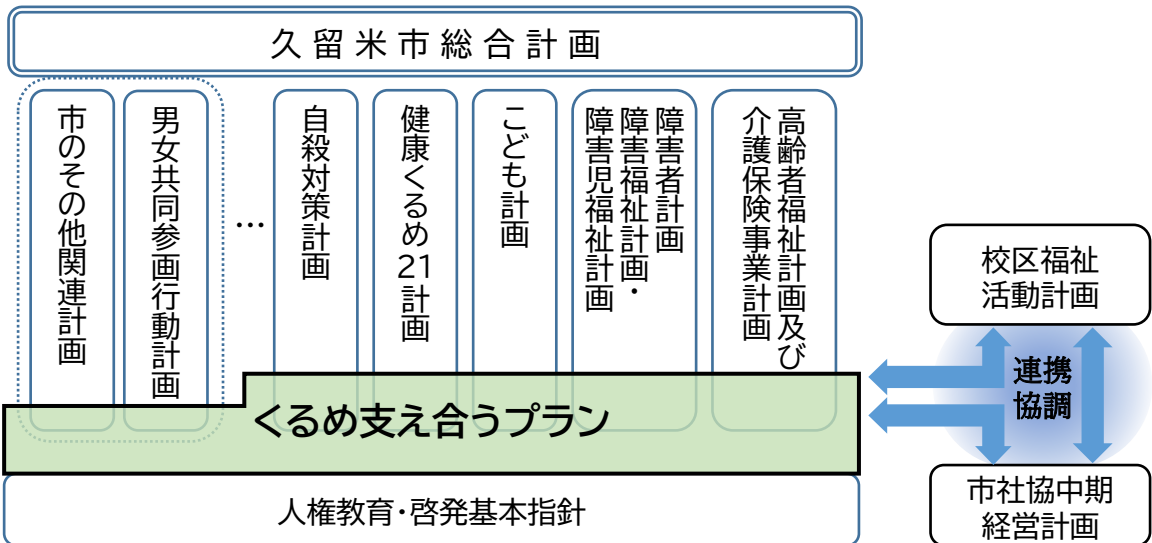 久留米市総合計画
市のその他関連計画
男女共同参画行動計画
…
自殺対策計画
健康くるめ21計画
こども計画
障害者計画
障害福祉計画・
障害児福祉計画
高齢者福祉計画及び
介護保険事業計画
くるめ支え合うプラン
人権教育・啓発基本指針
校区福祉
活動計画
連携
協調
市社協中期
経営計画